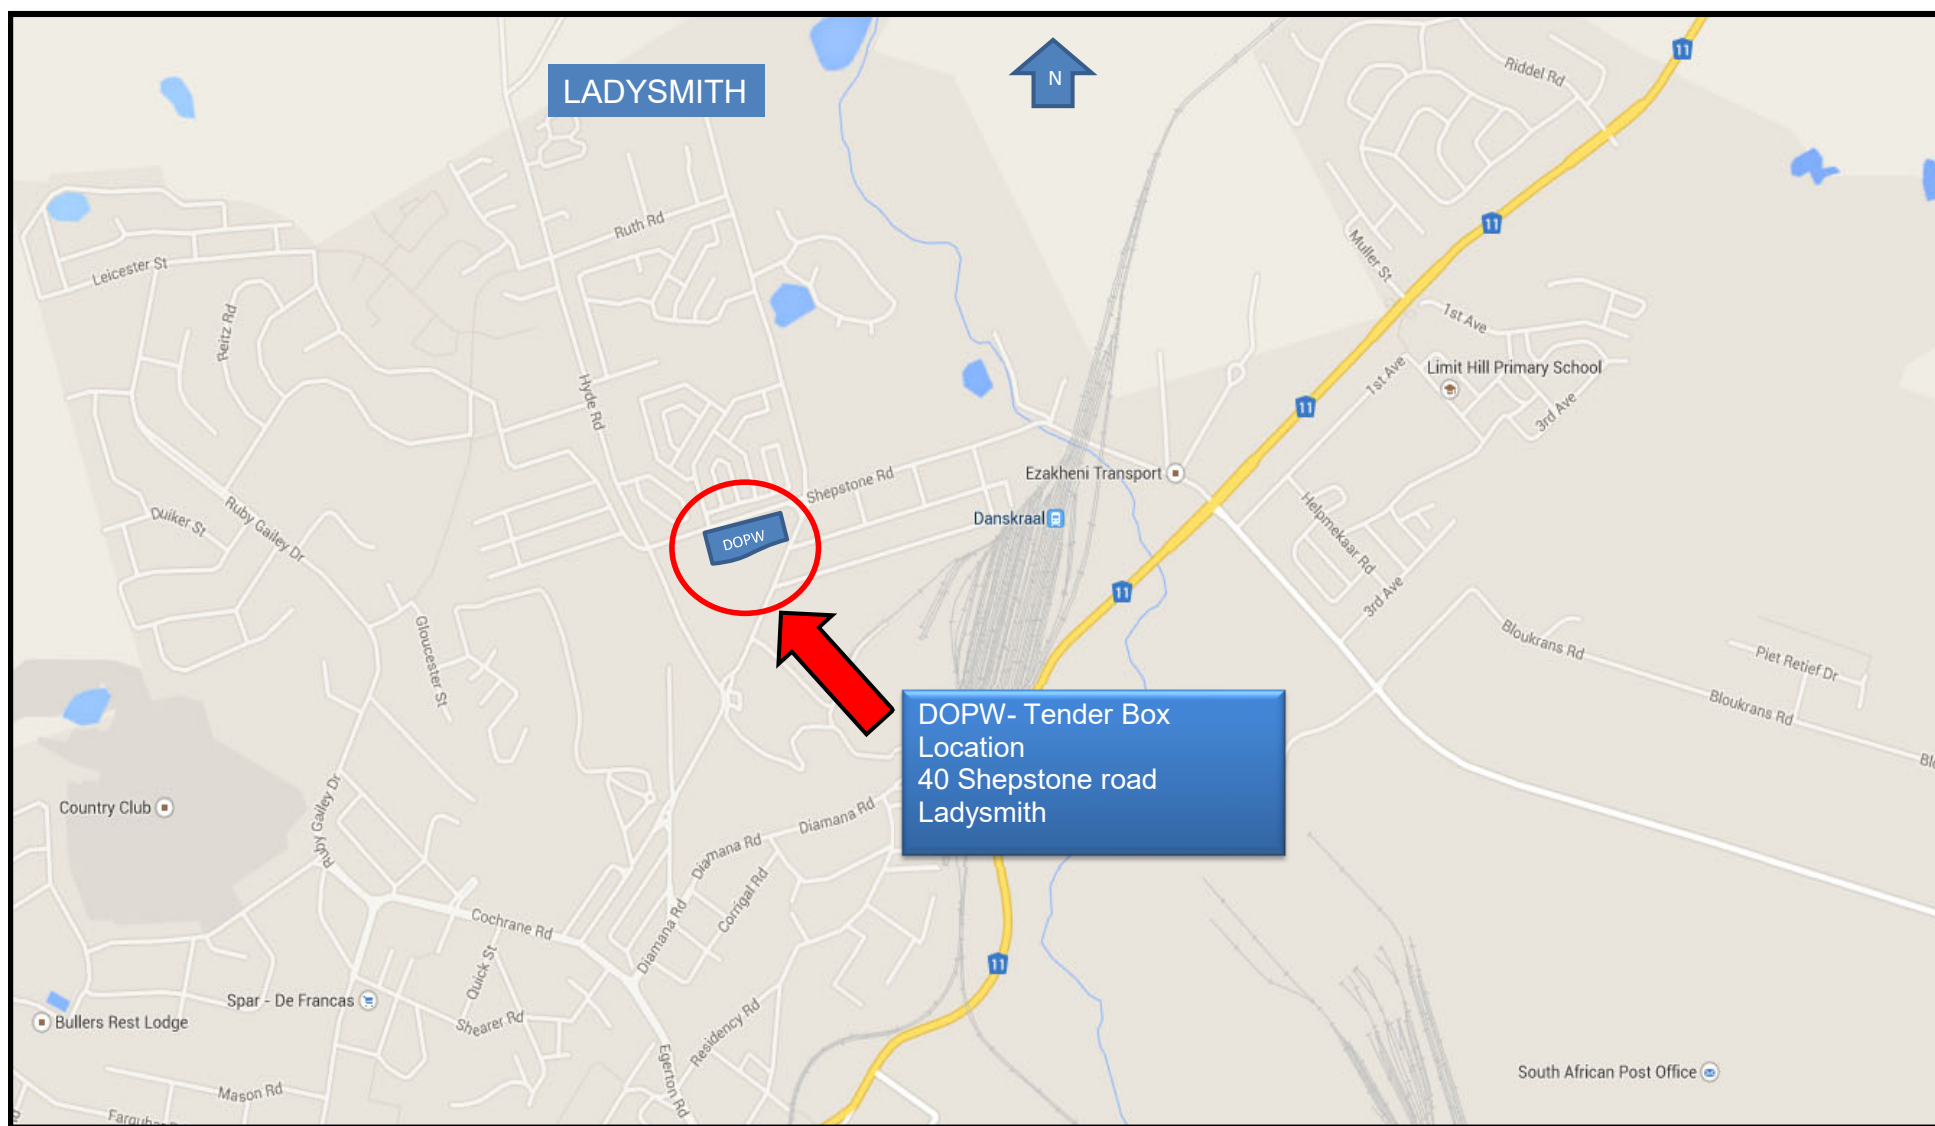 LADYSMITH
N
11
Riddel Rd
11
Ruth Rd
Muller St
Leicester St
Reitz Rd
1st Ave
Hyde Rd
1st Ave
Limit Hill Primary School
11
3rd Ave
Shepstone Rd
Ezakheni Transport
Ruby Gailey Dr
Duiker St
Danskraal
Helpmekaar Rd
DOPW
11
3rd Ave
Gloucester St
Bloukrans Rd
Piet Retief Dr
Bloukrans Rd
DOPW- Tender Box
Location
40 Shepstone road
Ladysmith
Blo
Country Club
Ruby Gailey Dr
Diamana Rd
Diamana Rd
Corrigal Rd
Cochrane Rd
Diamana Rd
Quick St
11
Spar - De Francas
Bullers Rest Lodge
Shearer Rd
Residency Rd
Egerton Rd
South African Post Office
Mason Rd
Farquhar